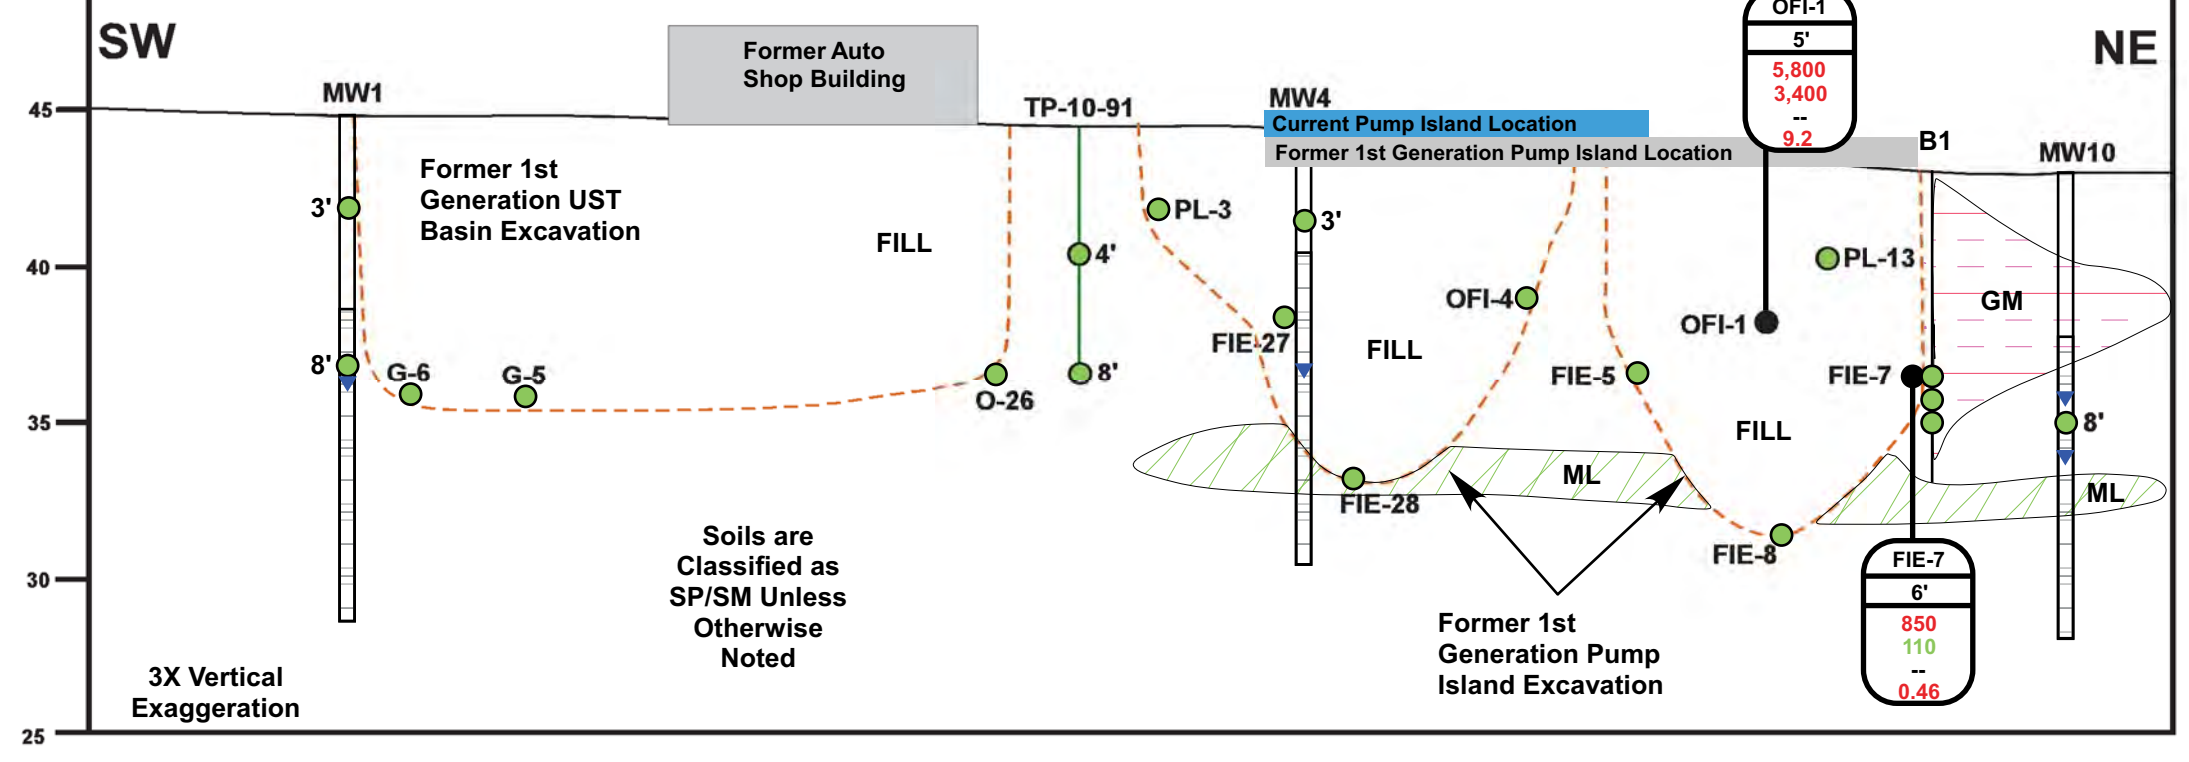 SW
NE
OFI-1
5'
5,800
3,400
--
9.2
Former Auto
Shop Building
MW1
TP-10-91
MW4
Current Pump Island Location
Former 1st Generation Pump Island Location
B1
MW10
45
40
35
30
25
3'
8'
Former 1st
Generation UST
Basin Excavation
FILL
G-6
G-5
O-26
4'
8'
PL-3
3'
FIE-27
FILL
OFI-4
FIE-28
ML
FIE-5
OFI-1
PL-13
FIE-7
FILL
FIE-8
GM
8'
ML
Soils are
Classified as
SP/SM Unless
Otherwise
Noted
Former 1st
Generation Pump
Island Excavation
FIE-7
6'
850
110
--
0.46
3X Vertical
Exaggeration